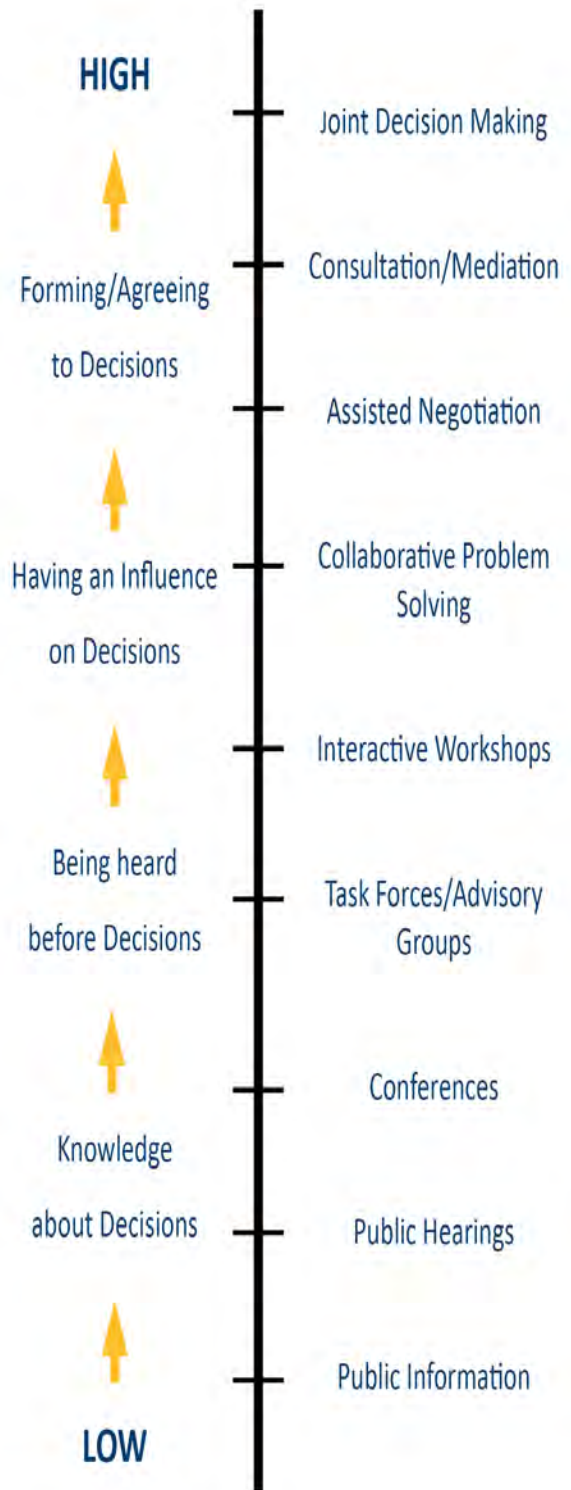 HIGH
Joint Decision Making
Consultation/Mediation
Forming/Agreeing
to Decisions
Assisted Negotiation
Collaborative Problem
Solving
Having an Influence
on Decisions
Interactive Workshops
Being heard
before Decisions
Task Forces/Advisory
Groups
Conferences
Knowledge
about Decisions
Public Hearings
Public Information
LOW